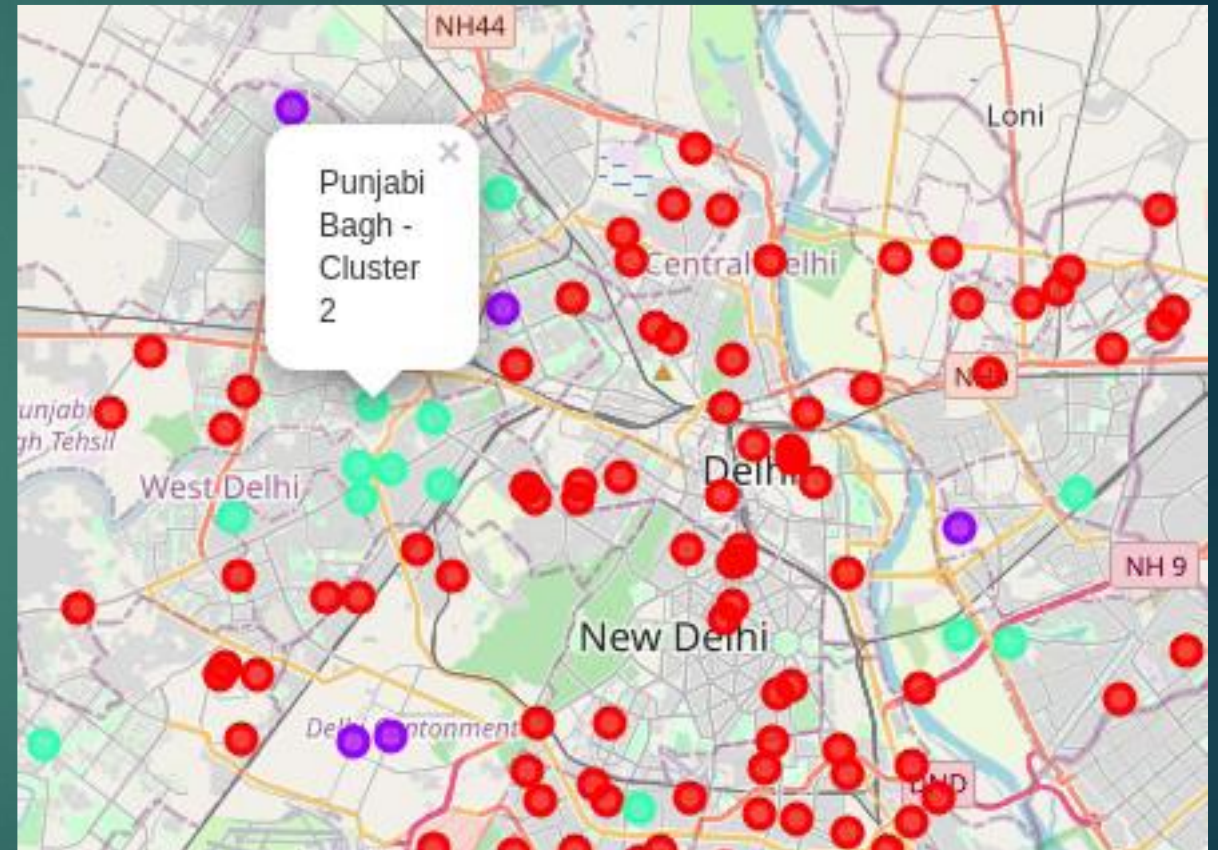 NH44
Loni
×
Punjabi
Bagh -
Cluster
2
Central Delhi
unjabi
gh Tehsil
West Delhi
Delhi
NH 9
New Delhi
Delhi Cantonment
DND